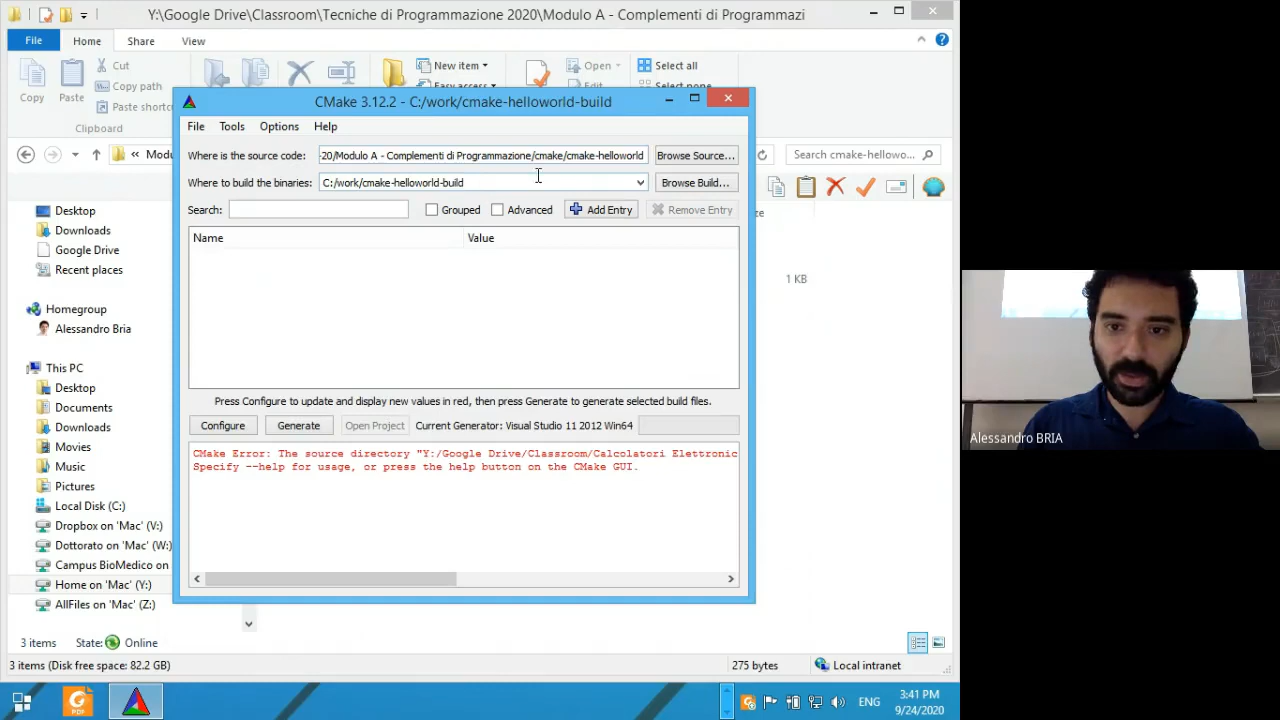 Y:\Google Drive\Classroom\Tecniche di Programmazione 2020\Modulo A - Complementi di Programmazi
File Home Share View
Copy
Paste
Cut
Copy path
Paste shortc
Clipboard
New item
Easy access
Open
Edit
Select all
Select none
Modu
Search cmake-hellowo...
CMake 3.12.2 - C:/work/cmake-helloworld-build
File Tools Options Help
Where is the source code: -20/Modulo A - Complementi di Programmazione/cmake/cmake-helloworld Browse Source...
Where to build the binaries: C:/work/cmake-helloworld-build Browse Build...
Search: Grouped Advanced Add Entry Remove Entry
Name Value
Press Configure to update and display new values in red, then press Generate to generate selected build files.
Configure Generate Open Project Current Generator: Visual Studio 11 2012 Win64
CMake Error: The source directory "Y:/Google Drive/Classroom/Calcolatori Elettronic
Specify --help for usage, or press the help button on the CMake GUI.
Desktop
Downloads
Google Drive
Recent places
Homegroup
Alessandro Bria
This PC
Desktop
Documents
Downloads
Movies
Music
Pictures
Local Disk (C:)
Dropbox on 'Mac' (V:)
Dottorato on 'Mac' (W:)
Campus BioMedico on
Home on 'Mac' (Y:)
AllFiles on 'Mac' (Z:)
1 KB
3 items State: Online
3 items (Disk free space: 82.2 GB) 275 bytes Local intranet
PDF
ENG
3:41 PM
9/24/2020
Alessandro BRIA